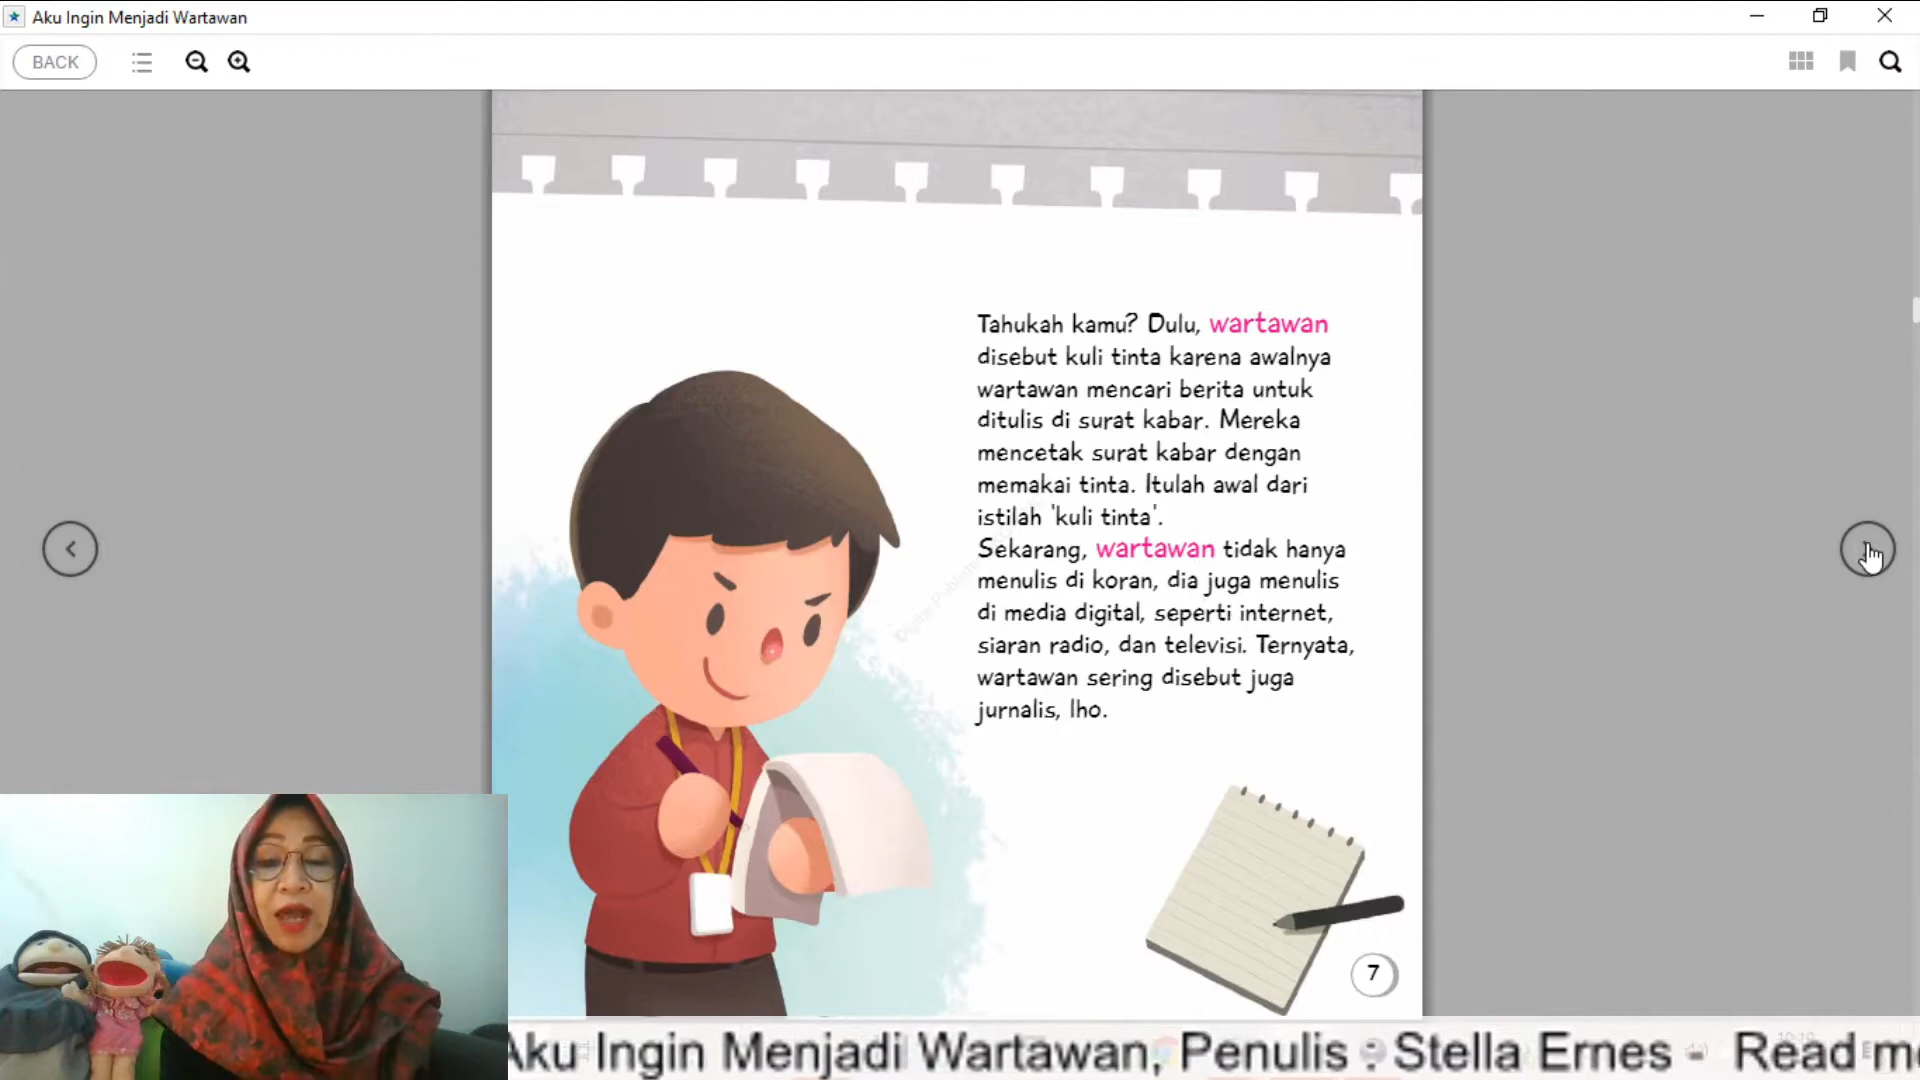 Aku Ingin Menjadi Wartawan
BACK
Tahukah kamu? Dulu, wartawan
disebut kuli tinta karena awalnya
wartawan mencari berita untuk
ditulis di surat kabar. Mereka
mencetak surat kabar dengan
memakai tinta. Itulah awal dari
istilah 'kuli tinta'.
Sekarang, wartawan tidak hanya
menulis di koran, dia juga menulis
di media digital, seperti internet,
siaran radio, dan televisi. Ternyata,
wartawan sering disebut juga
jurnalis, lho.
7
Aku Ingin Menjadi Wartawan, Penulis : Stella Ernes Read